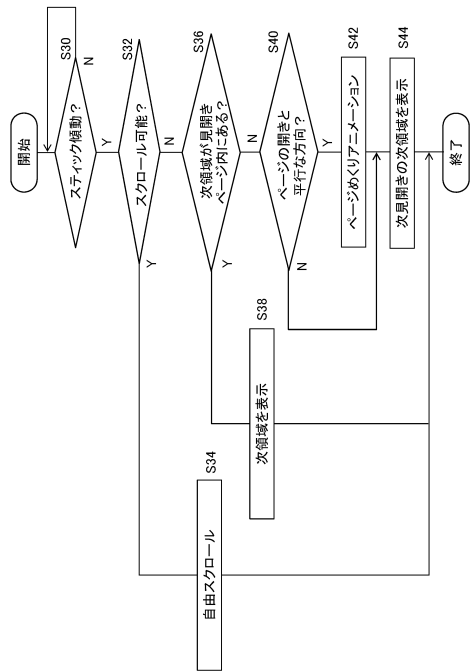 開始
S30
スティック傾動？
N
Y
S32
スクロール可能？
Y
N
S34
自由スクロール
S36
次領域が見開き
ページ内にある？
Y
N
S38
次領域を表示
S40
ページの開きと
平行な方向？
N
Y
S42
ページめくりアニメーション
S44
次見開きの次領域を表示
終了